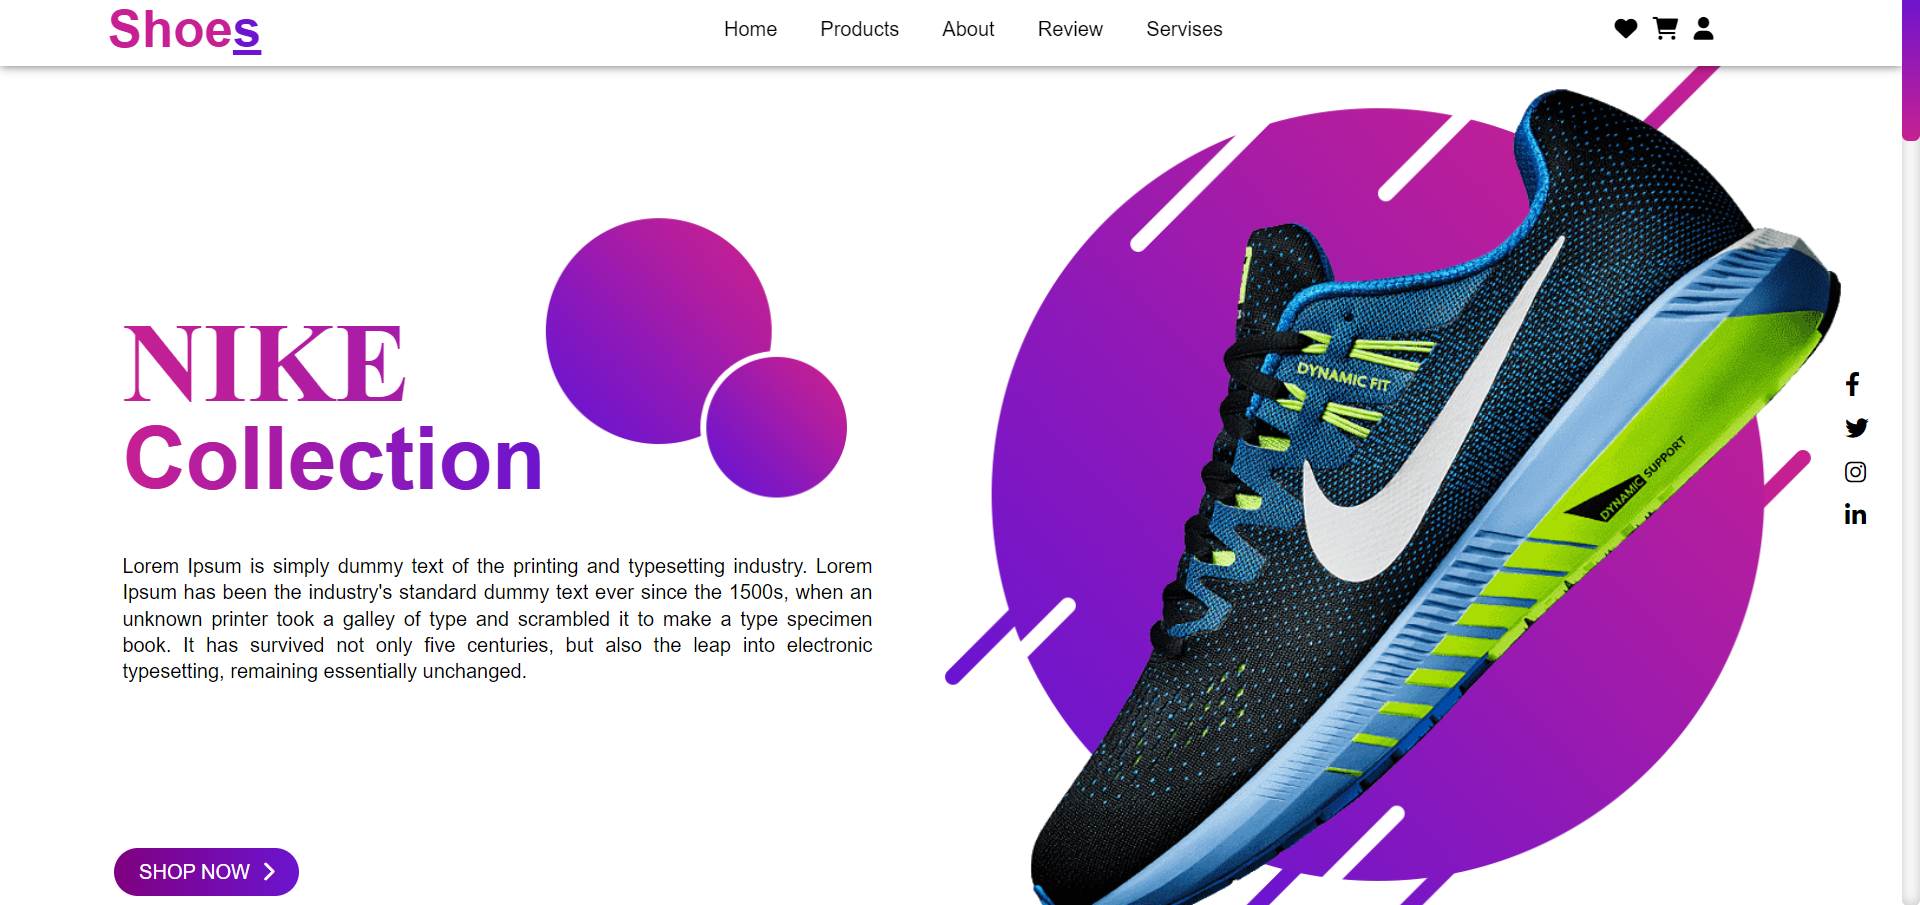 Shoes
Home Products About Review Servises
NIKE
Collection
Lorem Ipsum is simply dummy text of the printing and typesetting industry. Lorem
Ipsum has been the industry's standard dummy text ever since the 1500s, when an
unknown printer took a galley of type and scrambled it to make a type specimen
book. It has survived not only five centuries, but also the leap into electronic
typesetting, remaining essentially unchanged.
SHOP NOW
DYNAMIC FIT
DYNAMIC SUPPORT